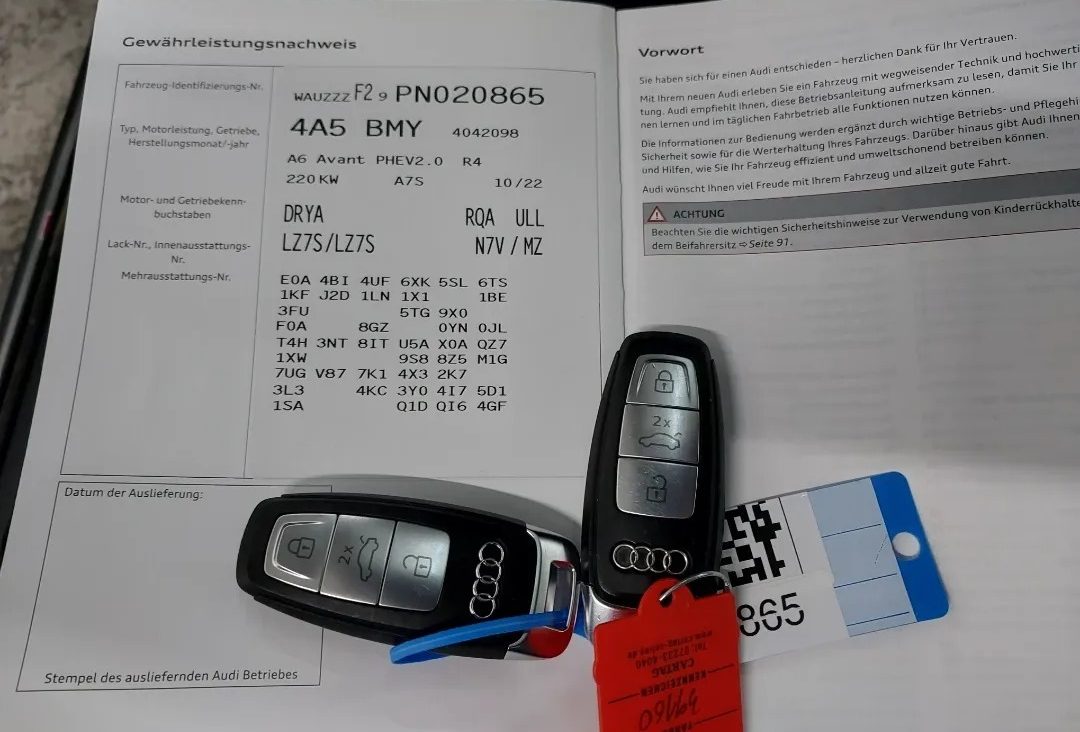 Gewährleistungsnachweis
Fahrzeug-Identifizierungs-Nr.
WAUZZZ F2 9 PN020865
Typ, Motorleistung, Getriebe,
Herstellungsmonat/-jahr
4A5 BMY 4042098
A6 Avant PHEV2.0 R4
220 KW A7S 10/22
Motor- und Getriebekenn-
buchstaben
DRYA RQA ULL
Lack-Nr., Innenausstattungs-
Nr.
LZ7S/LZ7S N7V / MZ
Mehrausstattungs-Nr.
E0A 4BI 4UF 6XK 5SL 6TS
1KF J2D 1LN 1X1 1BE
3FU 5TG 9X0
F0A 8GZ 0YN 0JL
T4H 3NT 8IT U5A X0A QZ7
1XW 9S8 8Z5 M1G
7UG V87 7K1 4X3 2K7
3L3 4KC 3Y0 4I7 5D1
1SA Q1D QI6 4GF
Datum der Auslieferung:
Stempel des ausliefernden Audi Betriebes
Vorwort
Sie haben sich für einen Audi entschieden – herzlichen Dank für Ihr Vertrauen.
Mit Ihrem neuen Audi erleben Sie ein Fahrzeug mit wegweisender Technik und hochwerti
tung. Audi empfiehlt Ihnen, diese Betriebsanleitung aufmerksam zu lesen, damit Sie Ihr
nen lernen und im täglichen Fahrbetrieb alle Funktionen nutzen können.
Die Informationen zur Bedienung werden ergänzt durch wichtige Betriebs- und Pflegehi
Sicherheit sowie für die Werterhaltung Ihres Fahrzeugs. Darüber hinaus gibt Audi Ihnen
und Hilfen, wie Sie Ihr Fahrzeug effizient und umweltschonend betreiben können.
Audi wünscht Ihnen viel Freude mit Ihrem Fahrzeug und allzeit gute Fahrt.
ACHTUNG
Beachten Sie die wichtigen Sicherheitshinweise zur Verwendung von Kinderrückhalte
dem Beifahrersitz ⇨ Seite 91.
2x
2x
865
Tel. 07223-4040
CARTAG
KENNZEICHEN
39160